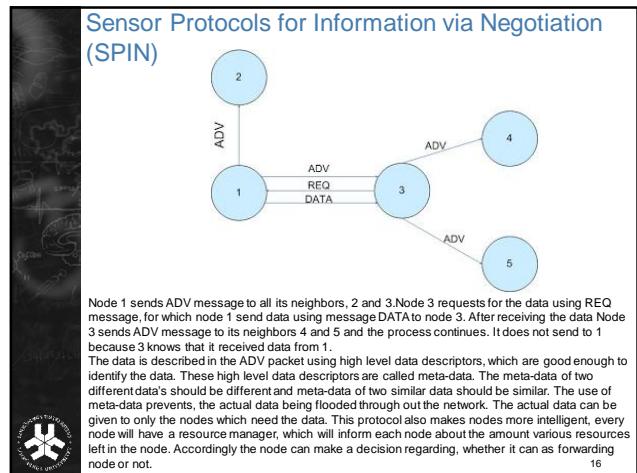 Sensor Protocols for Information via Negotiation
(SPIN)
2
ADV
ADV
4
ADV
1
REQ
3
DATA
ADV
5
Node 1 sends ADV message to all its neighbors, 2 and 3.Node 3 requests for the data using REQ
message, for which node 1 send data using message DATA to node 3. After receiving the data Node
3 sends ADV message to its neighbors 4 and 5 and the process continues. It does not send to 1
because 3 knows that it received data from 1.
The data is described in the ADV packet using high level data descriptors, which are good enough to
identify the data. These high level data descriptors are called meta-data. The meta-data of two
different data's should be different and meta-data of two similar data should be similar. The use of
meta-data prevents, the actual data being flooded through out the network. The actual data can be
given to only the nodes which need the data. This protocol also makes nodes more intelligent, every
node will have a resource manager, which will inform each node about the amount various resources
left in the node. Accordingly the node can make a decision regarding, whether it can as forwarding
node or not.
16